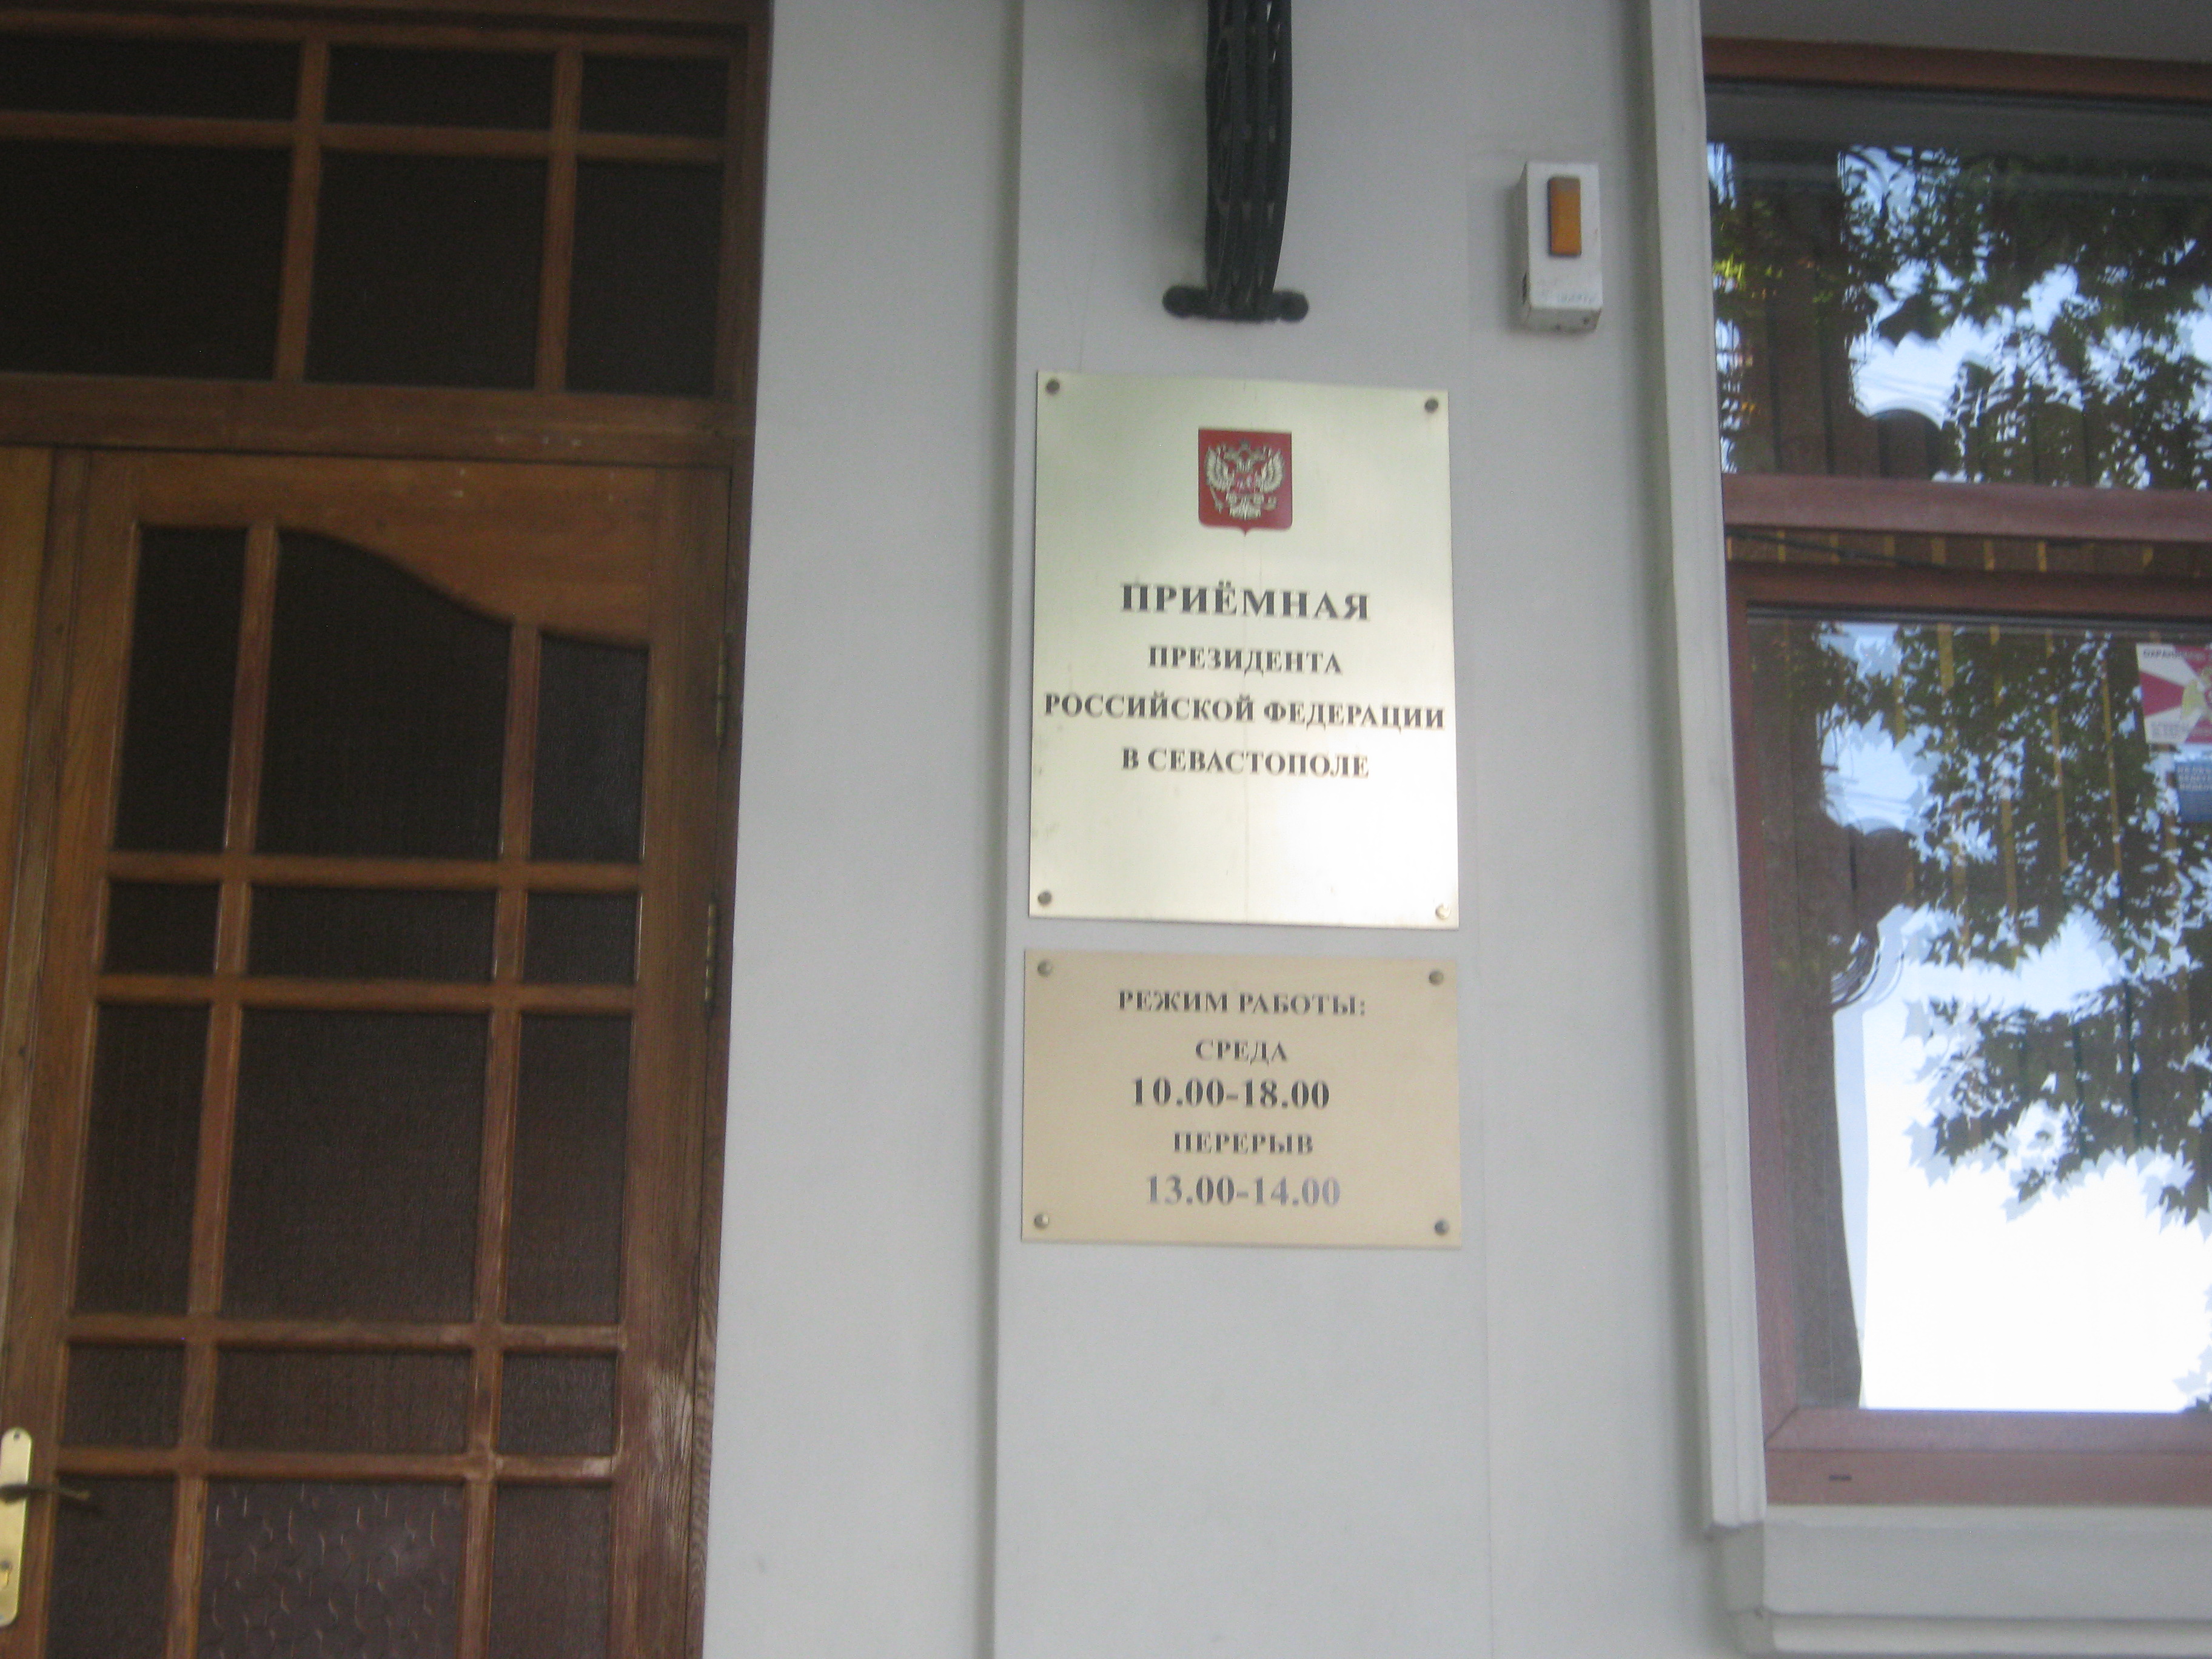 ПРИЁМНАЯ
ПРЕЗИДЕНТА
РОССИЙСКОЙ ФЕДЕРАЦИИ
В СЕВАСТОПОЛЕ
РЕЖИМ РАБОТЫ:
СРЕДА
10.00-18.00
ПЕРЕРЫВ
13.00-14.00